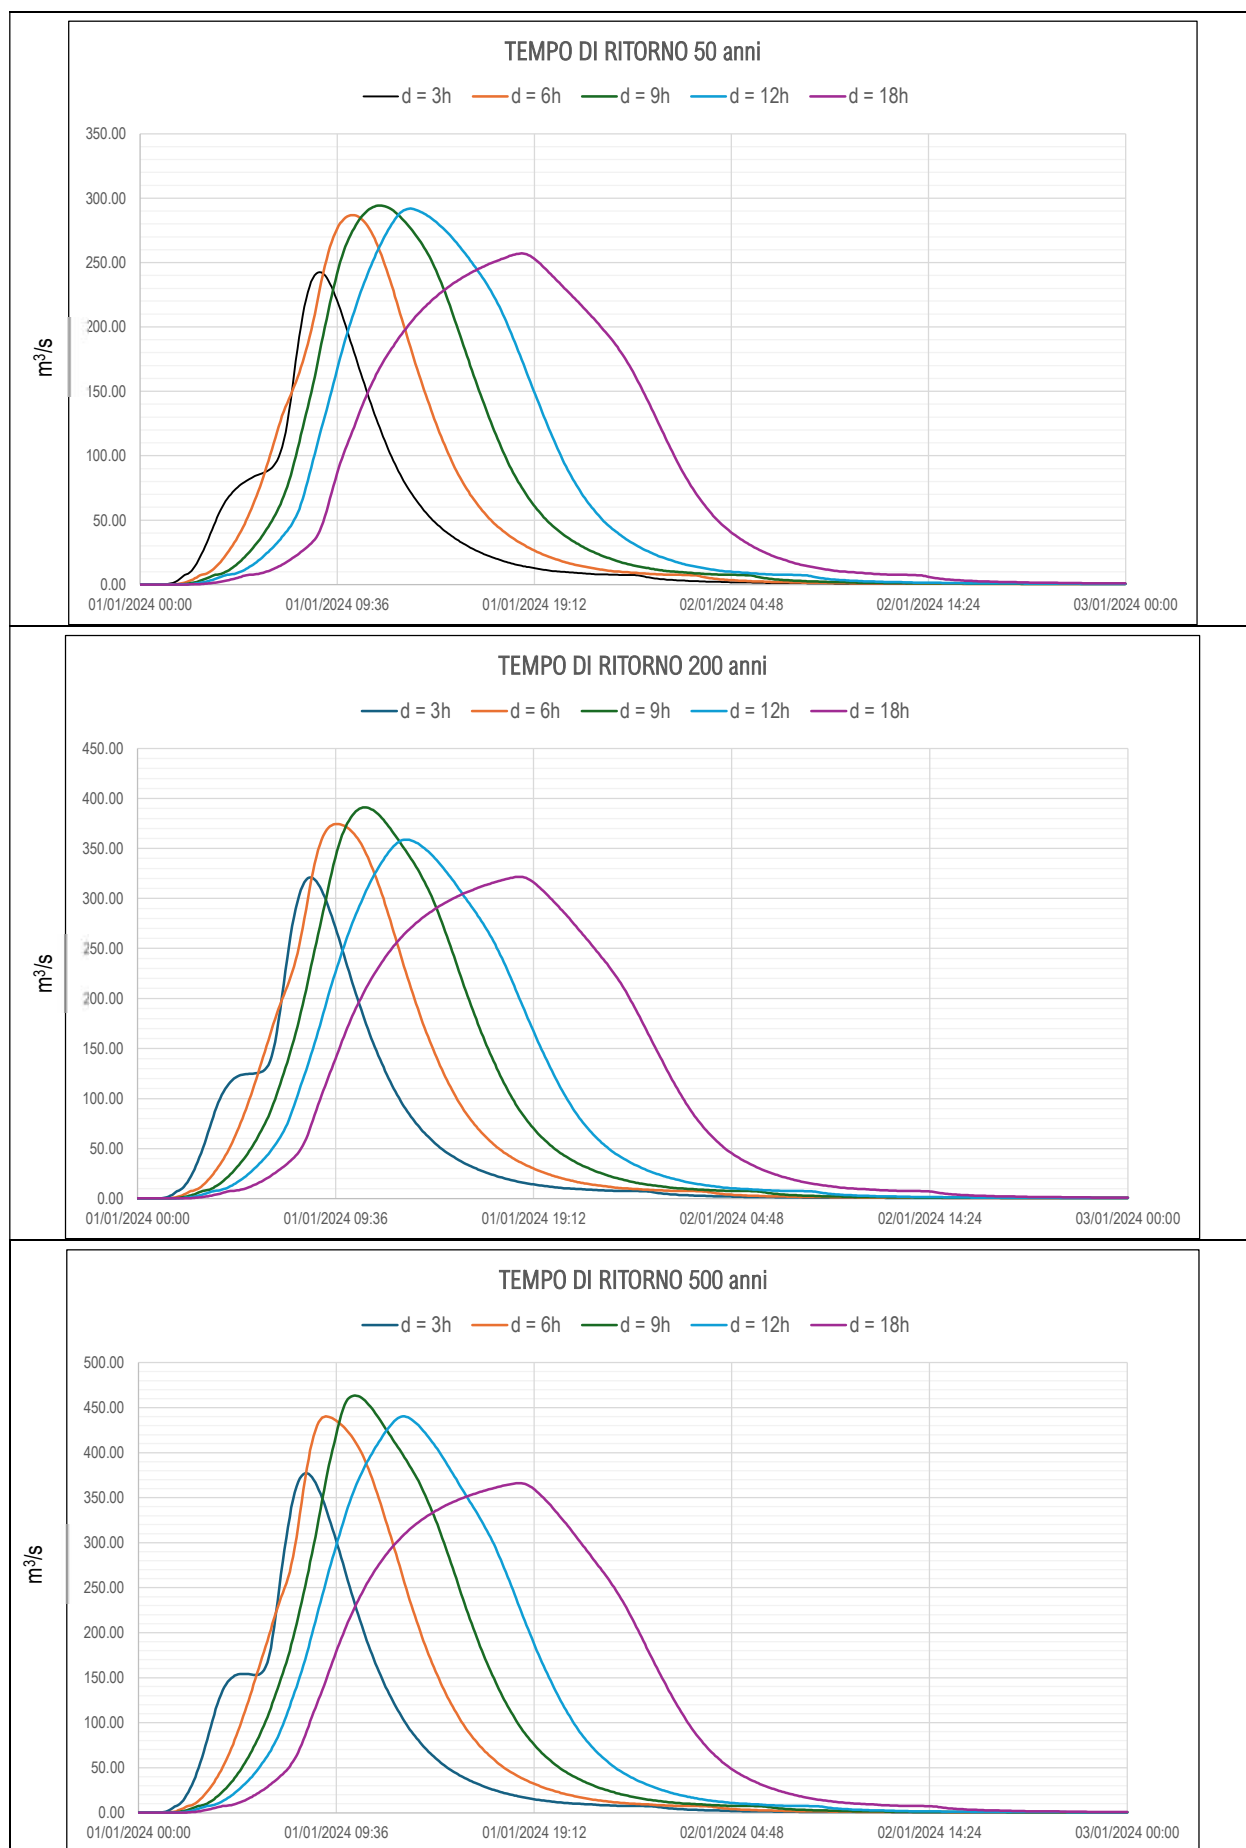 TEMPO DI RITORNO 50 anni
d = 3h d = 6h d = 9h d = 12h d = 18h
350.00
300.00
250.00
200.00
150.00
100.00
50.00
0.00
m³/s
01/01/2024 00:00 01/01/2024 09:36 01/01/2024 19:12 02/01/2024 04:48 02/01/2024 14:24 03/01/2024 00:00
TEMPO DI RITORNO 200 anni
d = 3h d = 6h d = 9h d = 12h d = 18h
450.00
400.00
350.00
300.00
250.00
200.00
150.00
100.00
50.00
0.00
m³/s
01/01/2024 00:00 01/01/2024 09:36 01/01/2024 19:12 02/01/2024 04:48 02/01/2024 14:24 03/01/2024 00:00
TEMPO DI RITORNO 500 anni
d = 3h d = 6h d = 9h d = 12h d = 18h
500.00
450.00
400.00
350.00
300.00
250.00
200.00
150.00
100.00
50.00
0.00
m³/s
01/01/2024 00:00 01/01/2024 09:36 01/01/2024 19:12 02/01/2024 04:48 02/01/2024 14:24 03/01/2024 00:00